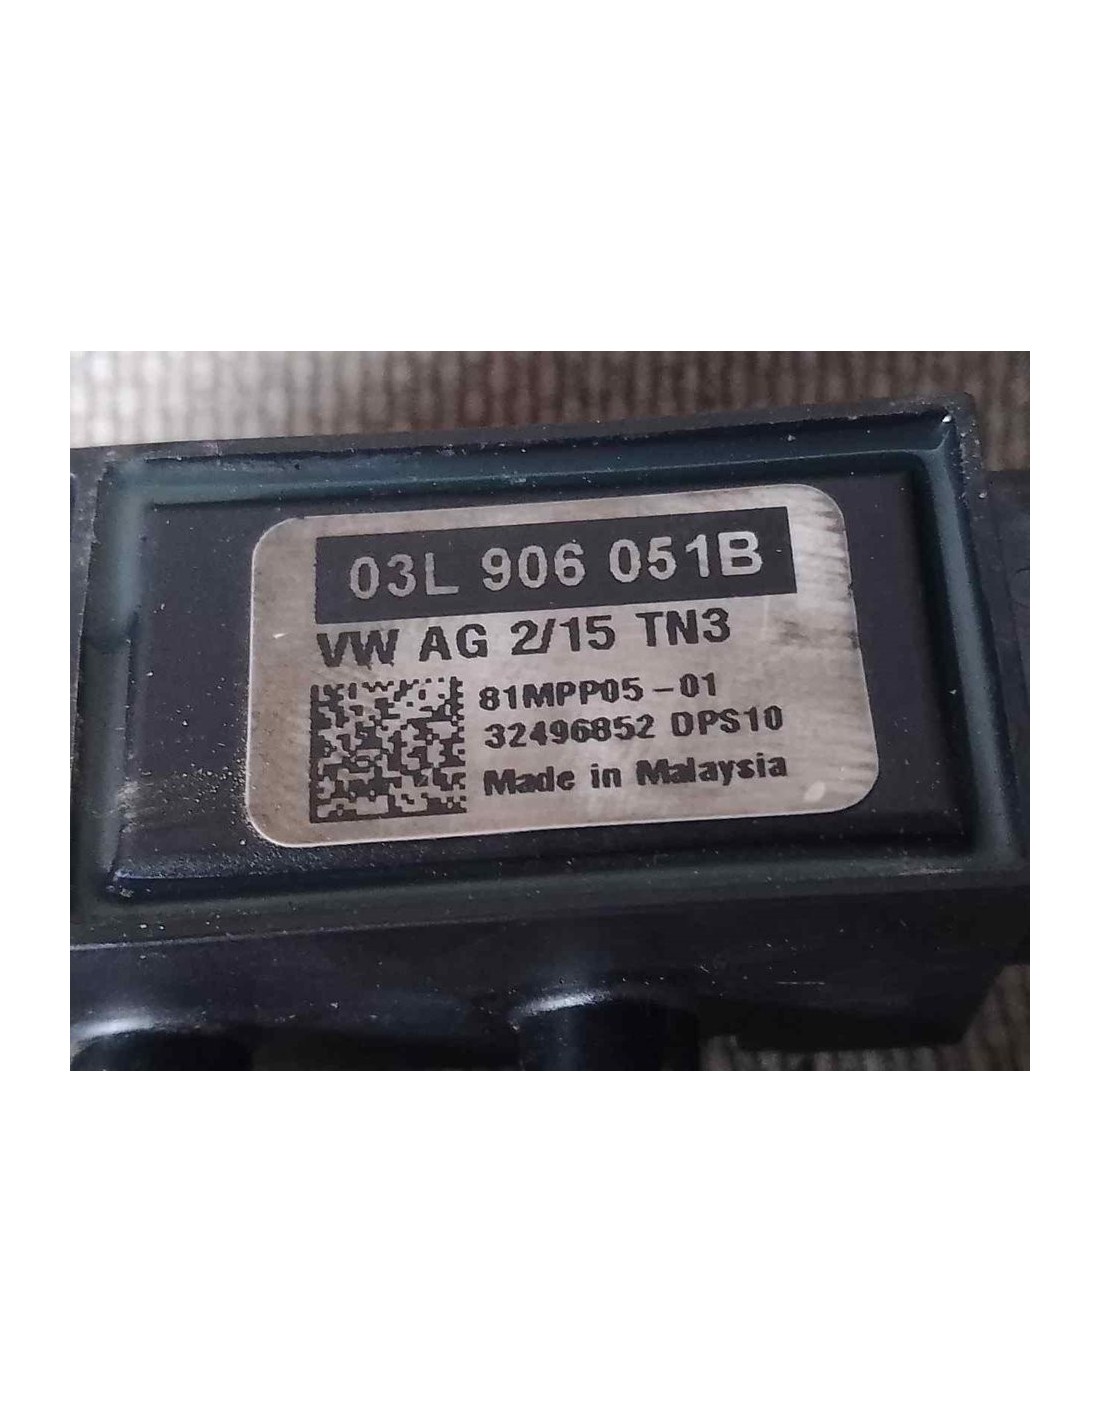 03L 906 051B
VW AG 2/15 TN3
81MPP05-01
32496852 DPS10
Made in Malaysia